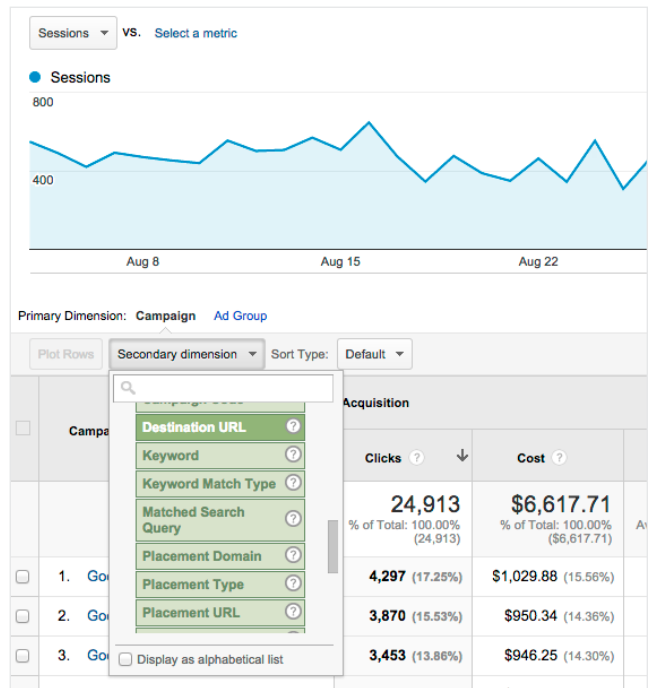 Sessions VS. Select a metric
Sessions
800
400
Aug 8 Aug 15 Aug 22
Primary Dimension: Campaign Ad Group
Plot Rows Secondary dimension Sort Type: Default
Acquisition
Campa
Clicks ? Cost ?
Destination URL ?
Keyword ?
Keyword Match Type ?
Matched Search
Query ?
Placement Domain ?
Placement Type ?
Placement URL ?
Display as alphabetical list
24,913 $6,617.71
% of Total: 100.00% % of Total: 100.00%
(24,913) ($6,617.71)
1. Goo 4,297 (17.25%) $1,029.88 (15.56%)
2. Goo 3,870 (15.53%) $950.34 (14.36%)
3. Goo 3,453 (13.86%) $946.25 (14.30%)